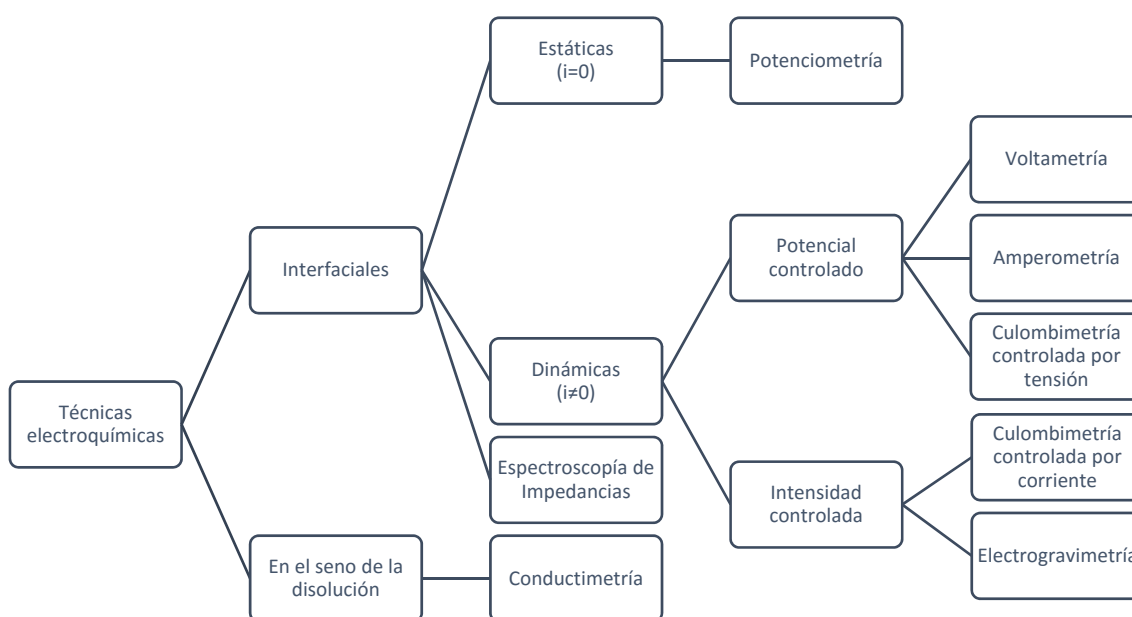 Técnicas
electroquímicas
Interfaciales
Estáticas
(i=0)
Potenciometría
Dinámicas
(i≠0)
Potencial
controlado
Voltametría
Amperometría
Culombimetría
controlada por
tensión
Intensidad
controlada
Culombimetría
controlada por
corriente
Electrogravimetría
Espectroscopía de
Impedancias
En el seno de la
disolución
Conductimetría